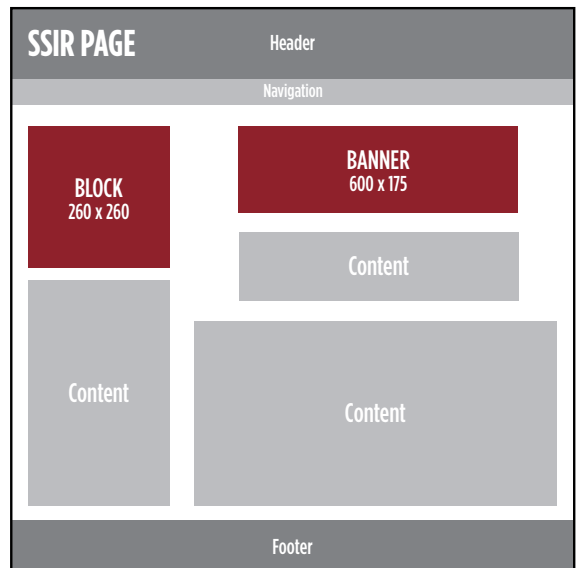 SSIR PAGE
Header
Navigation
BLOCK
260 x 260
BANNER
600 x 175
Content
Content
Content
Footer